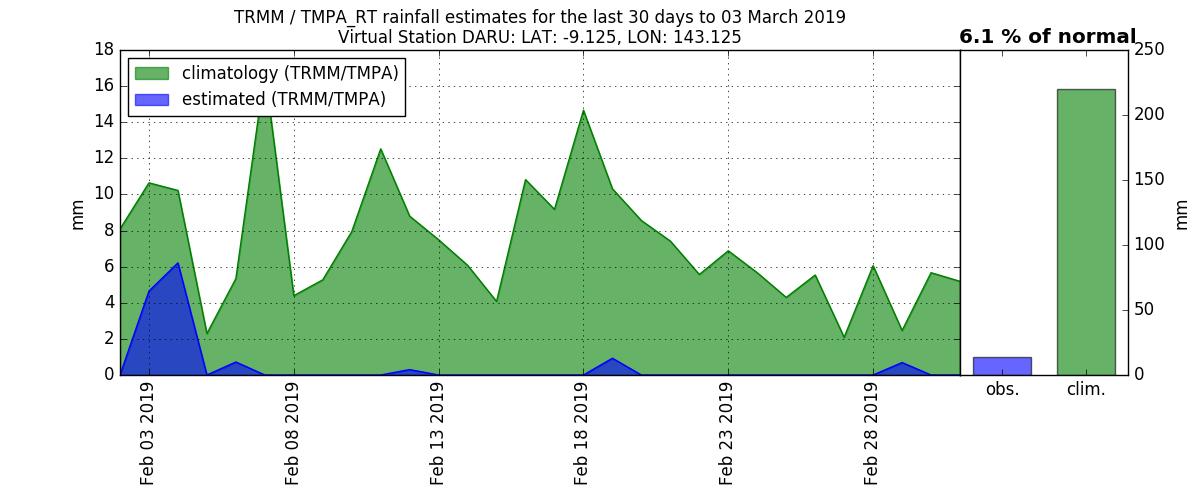 TRMM / TMPA_RT rainfall estimates for the last 30 days to 03 March 2019
Virtual Station DARU: LAT: -9.125, LON: 143.125
6.1 % of normal
climatology (TRMM/TMPA)
estimated (TRMM/TMPA)
18
16
14
12
10
8
6
4
2
0
mm
Feb 03 2019
Feb 08 2019
Feb 13 2019
Feb 18 2019
Feb 23 2019
Feb 28 2019
obs.
clim.
250
200
150
100
50
0
mm